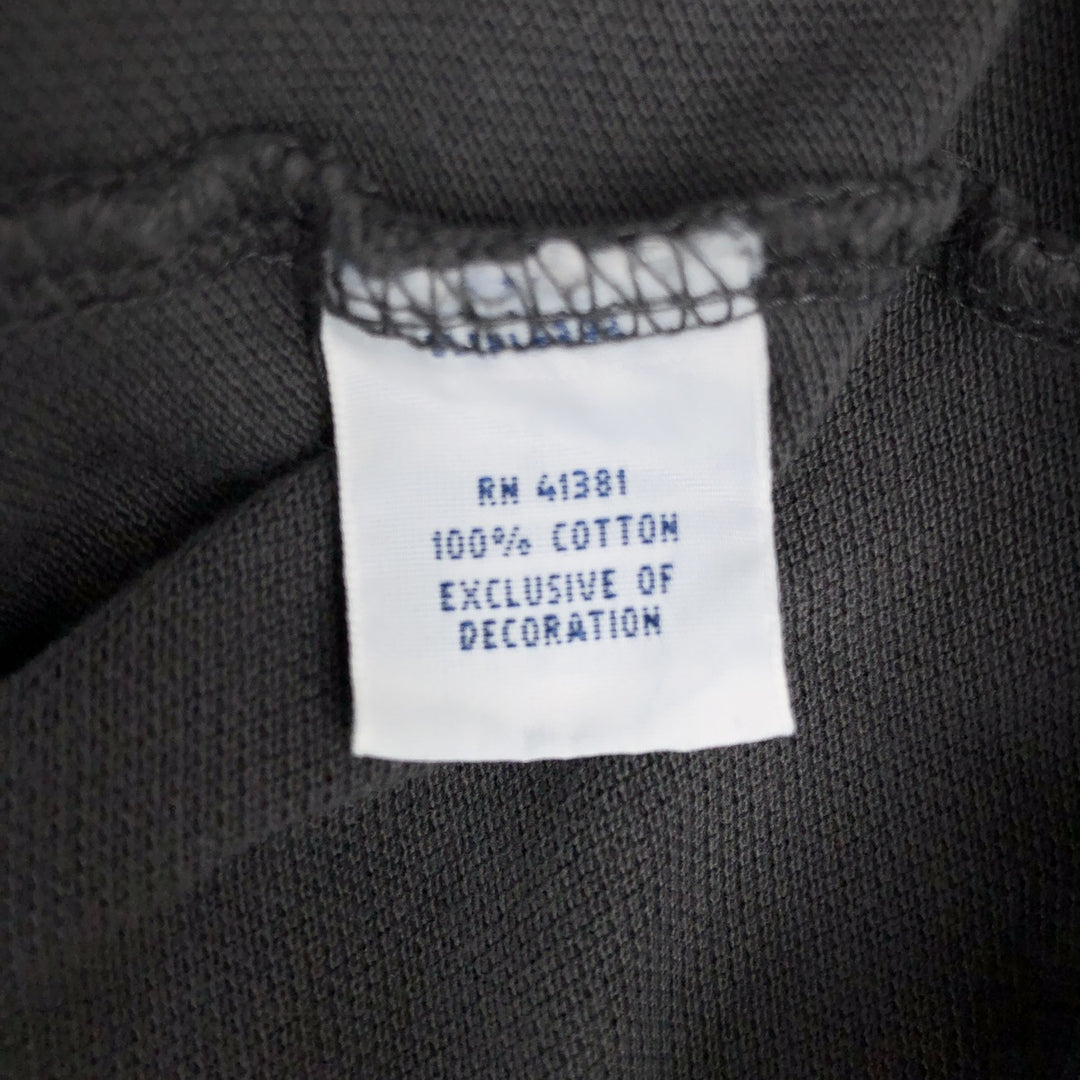 RN 41381
100% COTTON
EXCLUSIVE OF
DECORATION